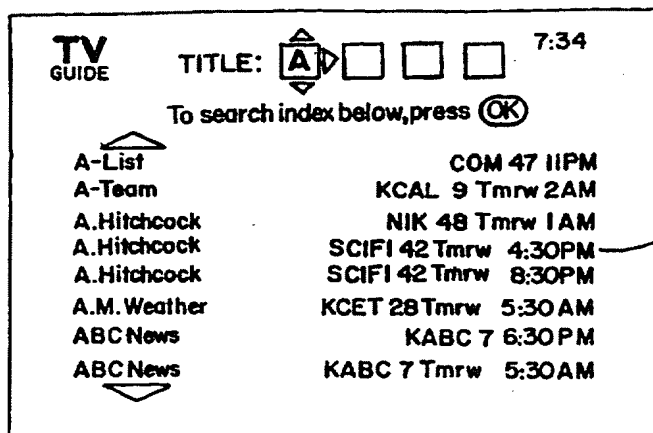 TV GUIDE TITLE: A 7:34
To search index below, press OK
A-List COM 47 11PM
A-Team KCAL 9 Tmrw 2AM
A.Hitchcock NIK 48 Tmrw 1AM
A.Hitchcock SCIFI 42 Tmrw 4:30PM
A.Hitchcock SCIFI 42 Tmrw 8:30PM
A.M. Weather KCET 28 Tmrw 5:30AM
ABC News KABC 7 6:30PM
ABC News KABC 7 Tmrw 5:30AM